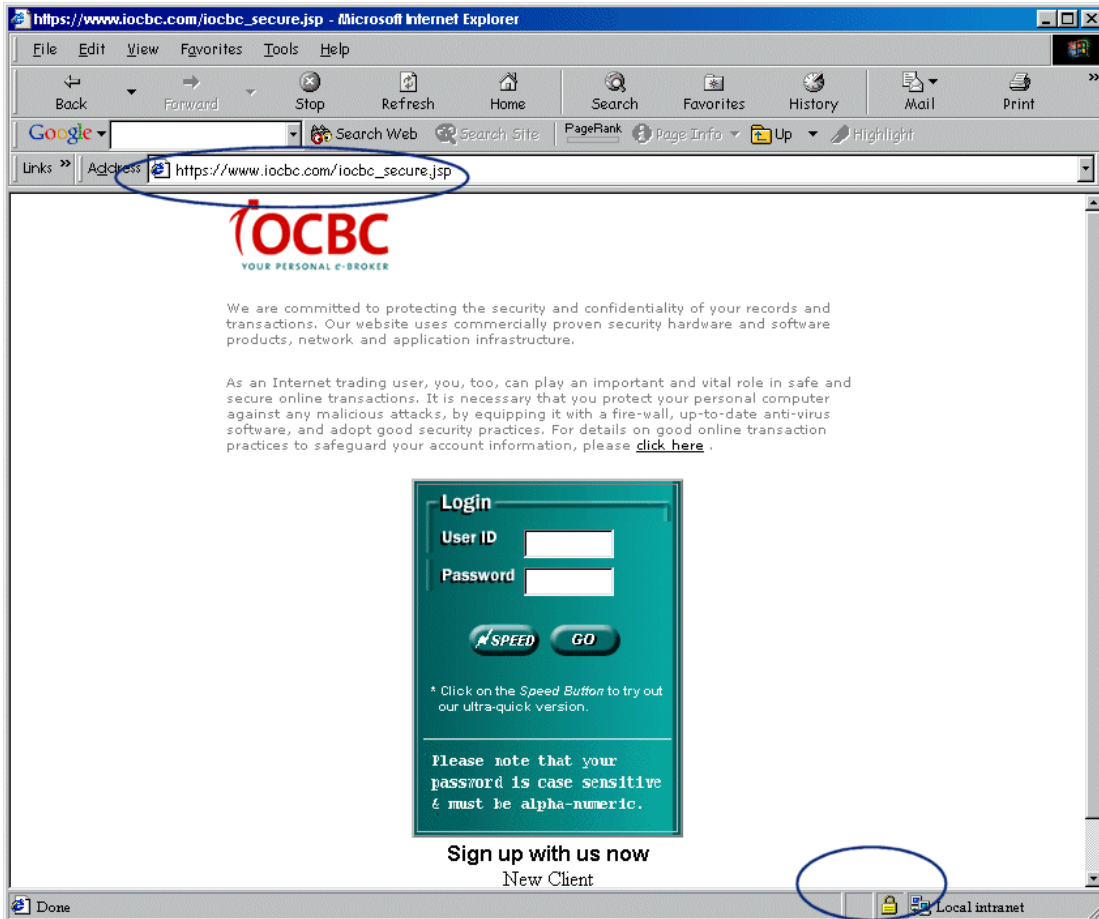 https://www.iocbc.com/iocbc_secure.jsp - Microsoft Internet Explorer
File Edit View Favorites Tools Help
Back Forward Stop Refresh Home Search Favorites History Mail Print »
Google Search Web Search Site PageRank Page Info Up Highlight
Links » Address https://www.iocbc.com/iocbc_secure.jsp
iOCBC
YOUR PERSONAL e-BROKER
We are committed to protecting the security and confidentiality of your records and
transactions. Our website uses commercially proven security hardware and software
products, network and application infrastructure.
As an Internet trading user, you, too, can play an important and vital role in safe and
secure online transactions. It is necessary that you protect your personal computer
against any malicious attacks, by equipping it with a fire-wall, up-to-date anti-virus
software, and adopt good security practices. For details on good online transaction
practices to safeguard your account information, please click here .
Login
User ID
Password
SPEED GO
* Click on the Speed Button to try out
our ultra-quick version.
Please note that your
password is case sensitive
& must be alpha-numeric.
Sign up with us now
New Client
Done Local intranet